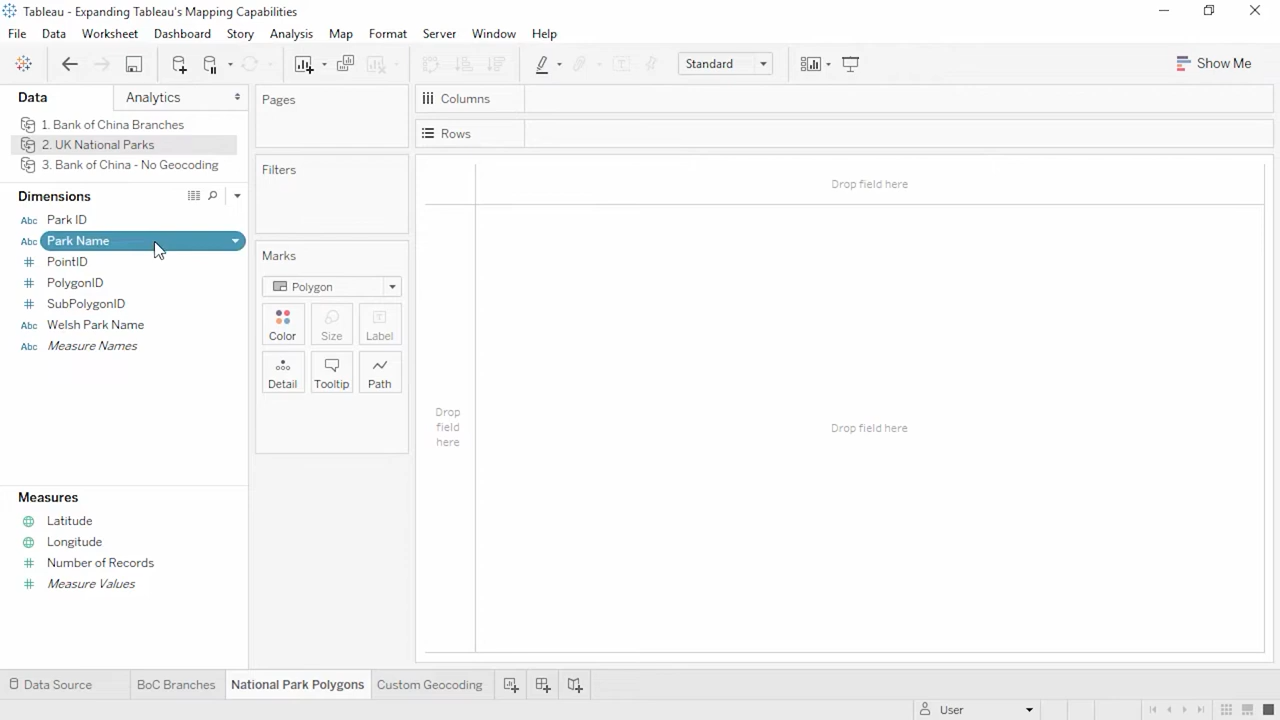 Tableau - Expanding Tableau's Mapping Capabilities
File Data Worksheet Dashboard Story Analysis Map Format Server Window Help
Standard
Show Me
Data
Analytics
1. Bank of China Branches
2. UK National Parks
3. Bank of China - No Geocoding
Dimensions
Abc Park ID
Abc Park Name
# PointID
# PolygonID
# SubPolygonID
Abc Welsh Park Name
Abc Measure Names
Measures
Latitude
Longitude
# Number of Records
# Measure Values
Pages
Filters
Marks
Polygon
Color Size Label
Detail Tooltip Path
Columns
Rows
Drop field here
Drop
field
here
Drop field here
Data Source BoC Branches National Park Polygons Custom Geocoding
User